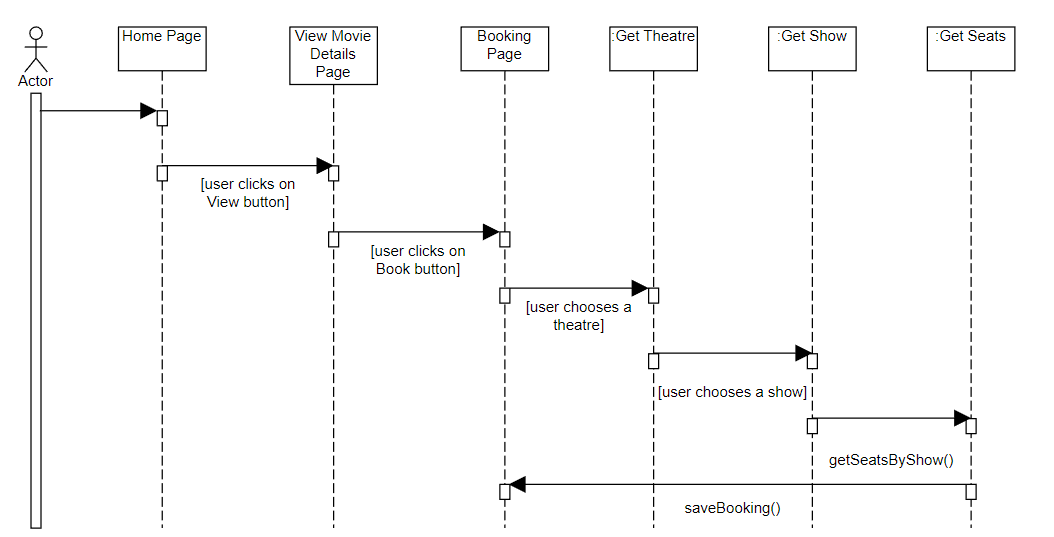 Actor
Home Page
View Movie
Details
Page
Booking
Page
:Get Theatre
:Get Show
:Get Seats
[user clicks on
View button]
[user clicks on
Book button]
[user chooses a
theatre]
[user chooses a show]
getSeatsByShow()
saveBooking()